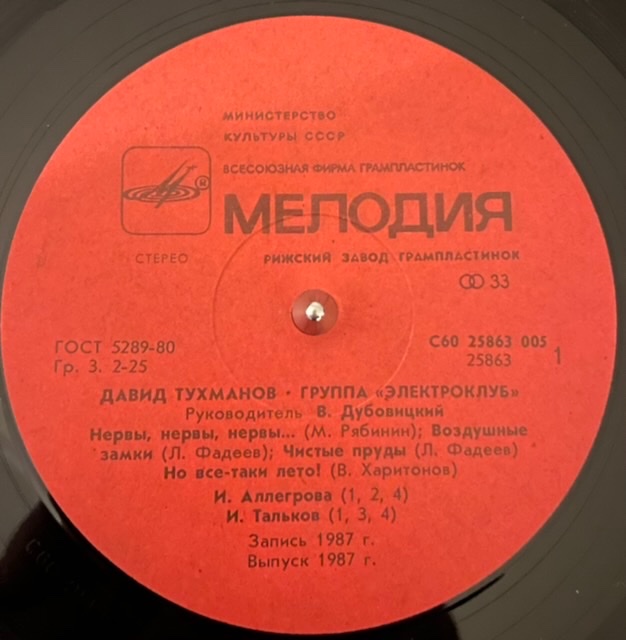 МИНИСТЕРСТВО
КУЛЬТУРЫ СССР
ВСЕСОЮЗНАЯ ФИРМА ГРАМПЛАСТИНОК
МЕЛОДИЯ
СТЕРЕО
РИЖСКИЙ ЗАВОД ГРАМПЛАСТИНОК
33
ГОСТ 5289-80
Гр. 3. 2-25
С60 25863 005
25863
1
ДАВИД ТУХМАНОВ · ГРУППА «ЭЛЕКТРОКЛУБ»
Руководитель В. Дубовицкий
Нервы, нервы, нервы... (М. Рябинин); Воздушные
замки (Л. Фадеев); Чистые пруды (Л. Фадеев)
Но все-таки лето! (В. Харитонов)
И. Аллегрова (1, 2, 4)
И. Тальков (1, 3, 4)
Запись 1987 г.
Выпуск 1987 г.